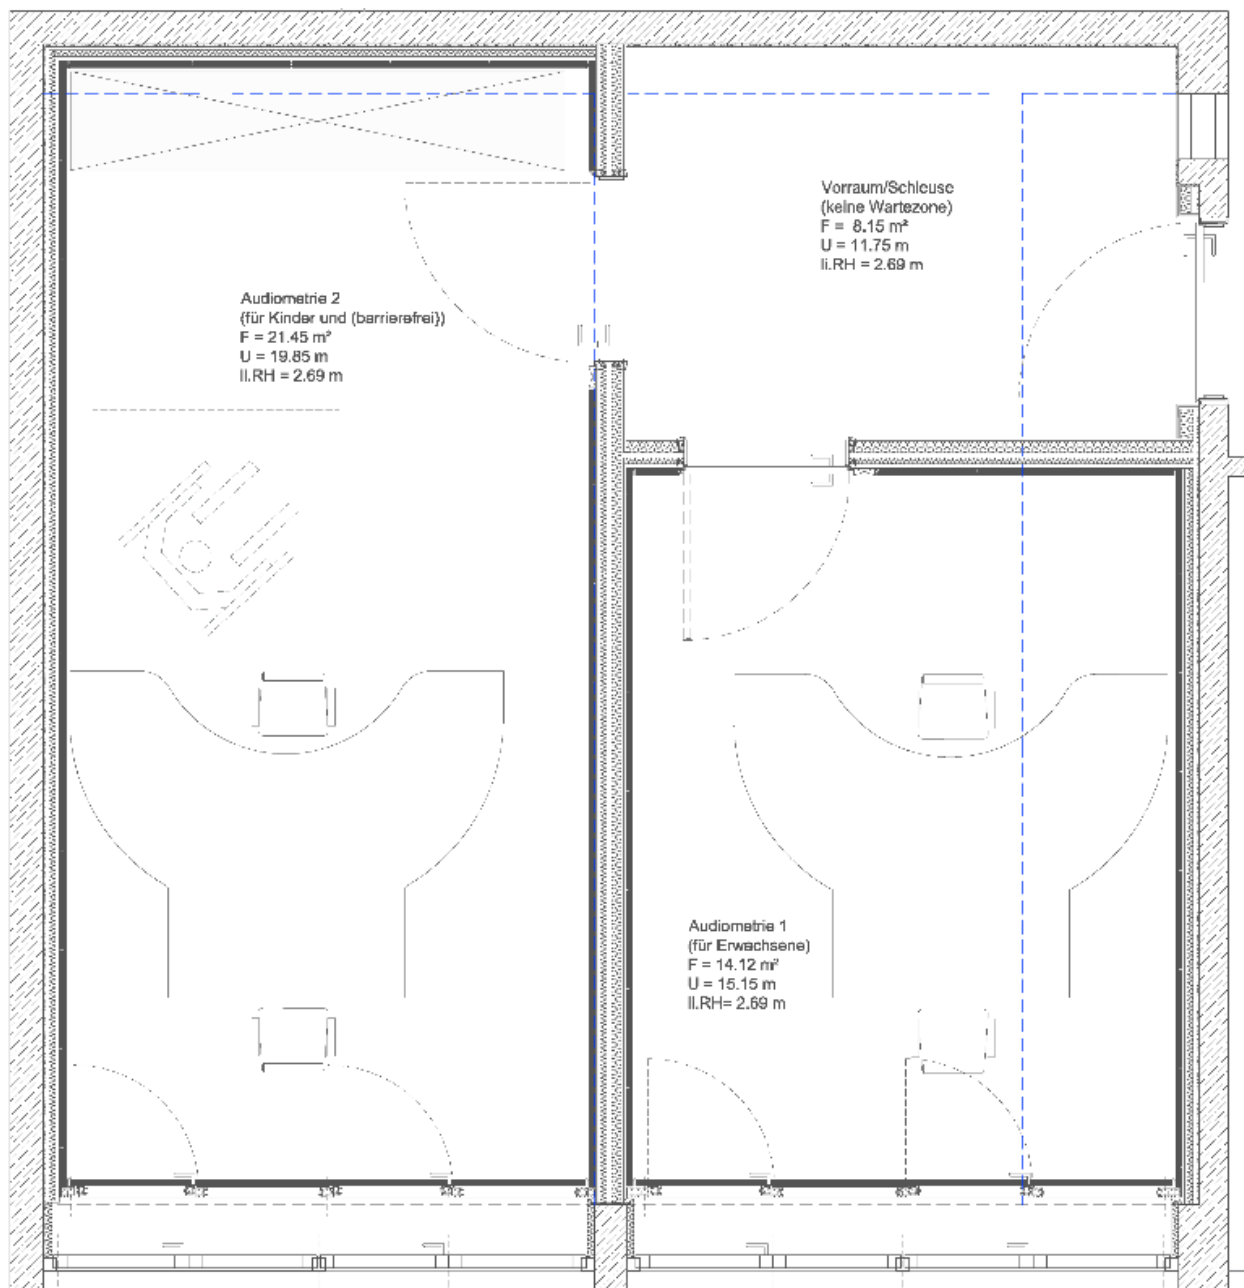 Vorraum/Schleuse
(keine Wartezone)
F = 8.15 m²
U = 11.75 m
li.RH = 2.69 m
Audiometrie 2
(für Kinder und (barrierefrei))
F = 21.45 m²
U = 19.85 m
li.RH = 2.69 m
Audiometrie 1
(für Erwachsene)
F = 14.12 m²
U = 15.15 m
li.RH= 2.69 m